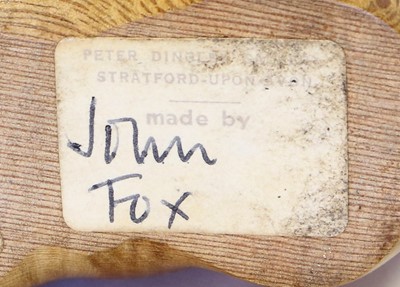 PETER
STRATFORD-UPON-AVON
made by
John
Fox